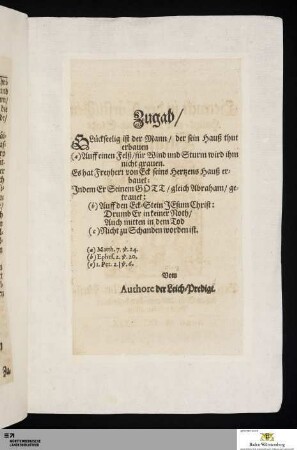 Zugab/
Glückseelig ist der Mann/ der sein Hauß thut
erbauen
(a) Auff einen Felß/ für Wind und Sturm wird ihm
nicht grauen.
Es hat Freyherr von Eck seins Hertzens Hauß er-
bauet:
Indem Er Seinem GOTT/ gleich Abraham/ ge-
trauet:
(b) Auff den Eck-Stein JEsum Christ:
Drumb Er in keiner Noth/
Auch mitten in dem Tod
(c) Nicht zu Schanden worden ist.
(a) Matth. 7. ℣. 24.
(b) Ephes. 2. ℣. 20.
(c) 1. Pet. 2. ℣. 6.
Vom
Authore der Leich/Predigt.
Baden-Württemberg